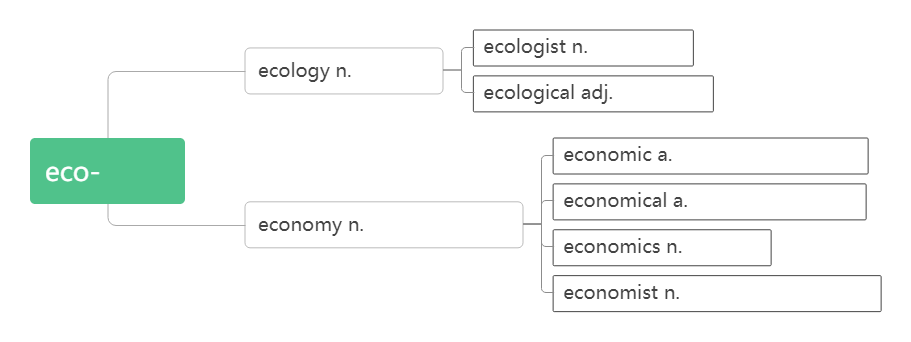 eco-
ecology n.
ecologist n.
ecological adj.
economy n.
economic a.
economical a.
economics n.
economist n.